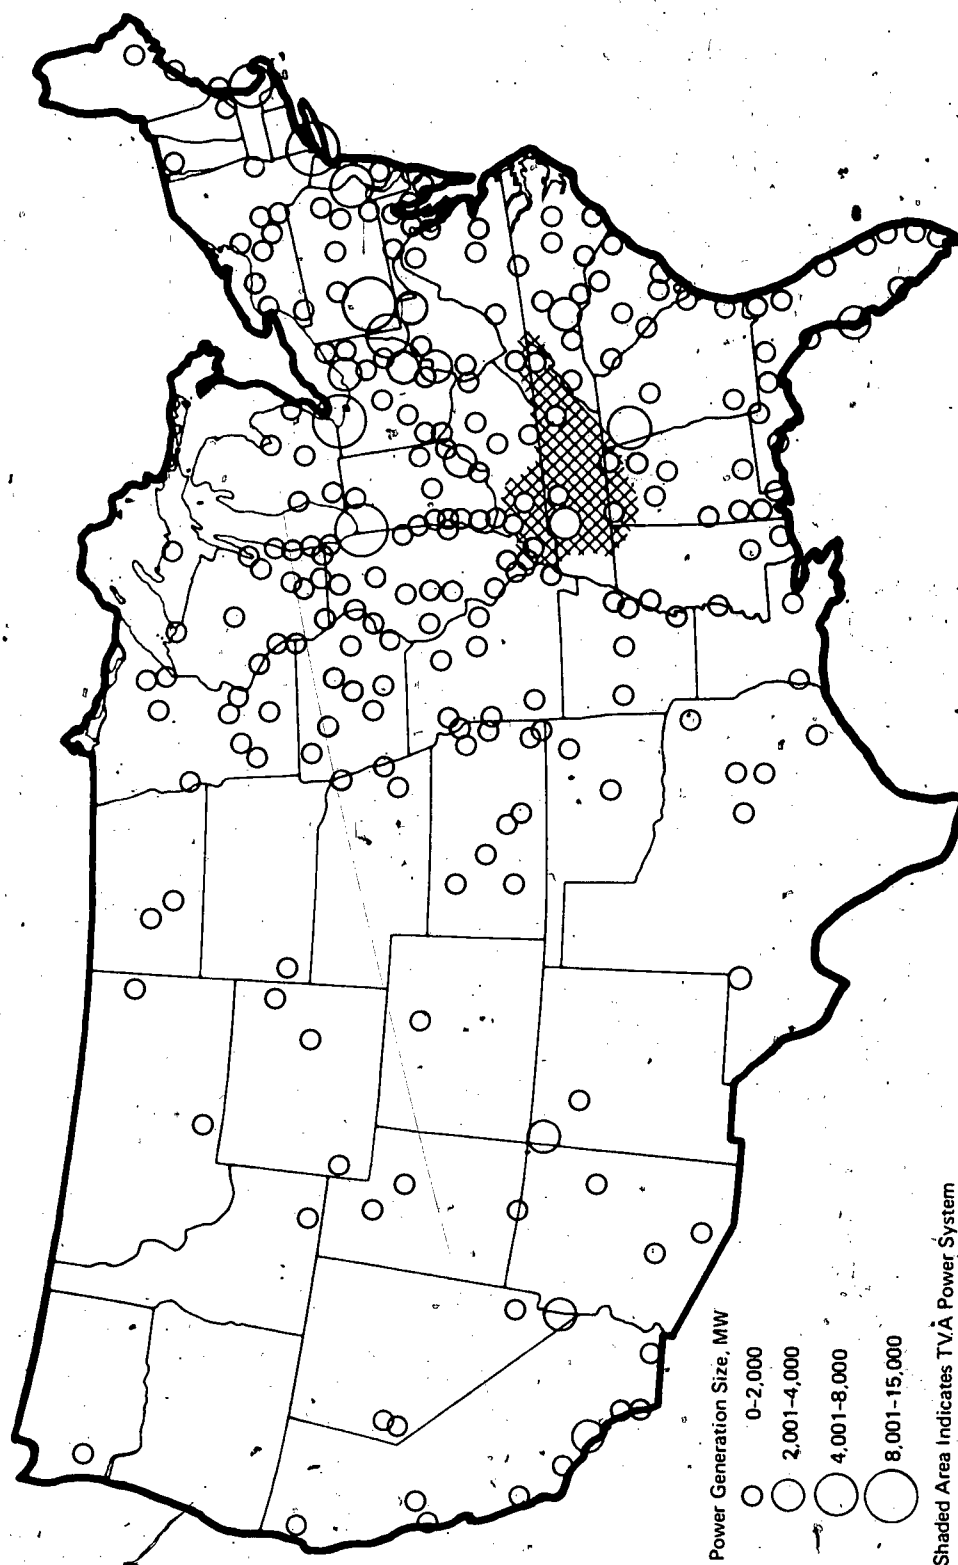 Power Generation Size, MW
0-2,000
2,001-4,000
4,001-8,000
8,001-15,000
Shaded Area Indicates TVA Power System